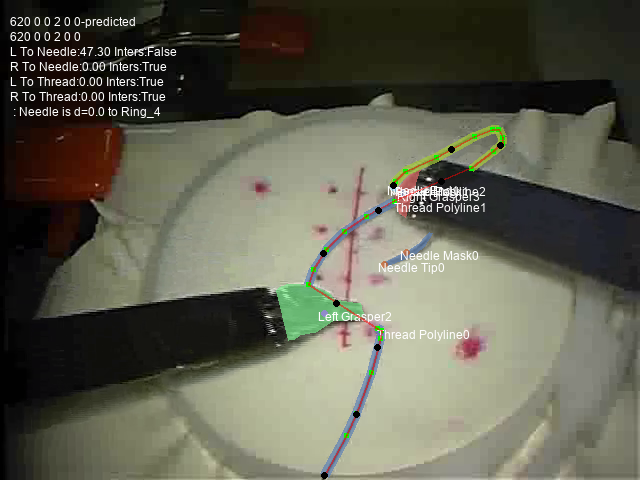 620 0 0 2 0 0-predicted
620 0 0 2 0 0
L To Needle:47.30 Inters:False
R To Needle:0.00 Inters:True
L To Thread:0.00 Inters:True
R To Thread:0.00 Inters:True
: Needle is d=0.0 to Ring_4
Right Grasper3
Thread Polyline1
Needle Mask0
Needle Tip0
Left Grasper2
Thread Polyline0